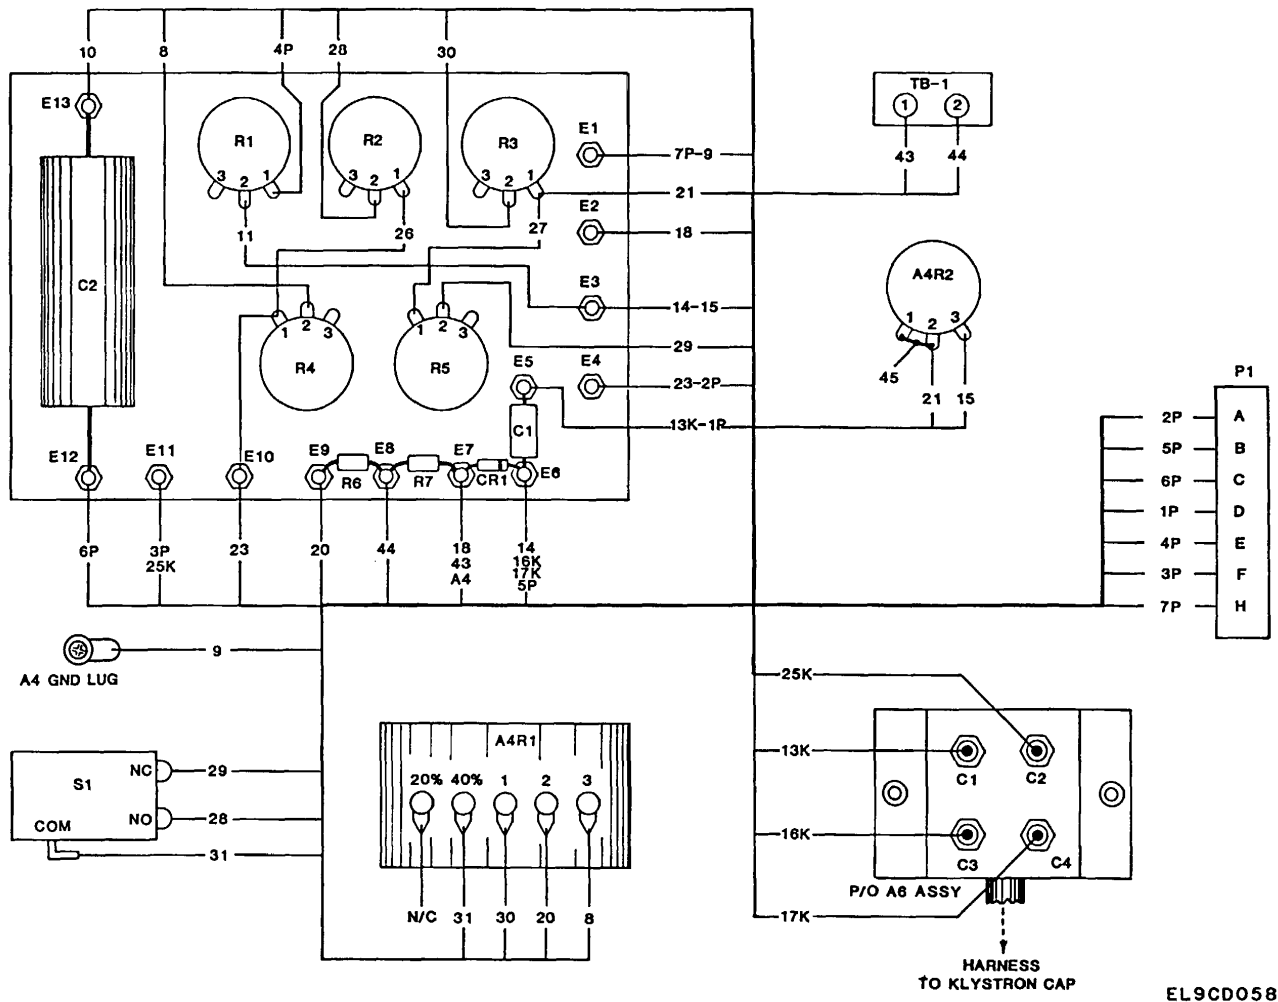 10 8 4P 28 30
E13
R1 R2 R3
3 2 1 3 2 1 3 2 1
E1
7P-9
TB-1
1 2
43 44
21
E2
18
11 26 27
C2
E3
14-15
A4R2
1 2 3
45
21 15
1 2 3 1 2 3
R4 R5
29
E5 E4
23-2P
13K-1P
C1
P1
2P A
5P B
6P C
1P D
4P E
3P F
7P H
E12 E11 E10 E9 E8 E7 E6
R6 R7 CR1
6P 3P 23 20 44 18 14
25K 43 16K
A4 17K
5P
9
A4 GND LUG
25K
S1
NC 29
NO 28
COM
31
A4R1
20% 40% 1 2 3
N/C 31 30 20 8
13K
C1 C2
16K
C3 C4
P/O A6 ASSY
17K
HARNESS
TO KLYSTRON CAP
EL9CD058